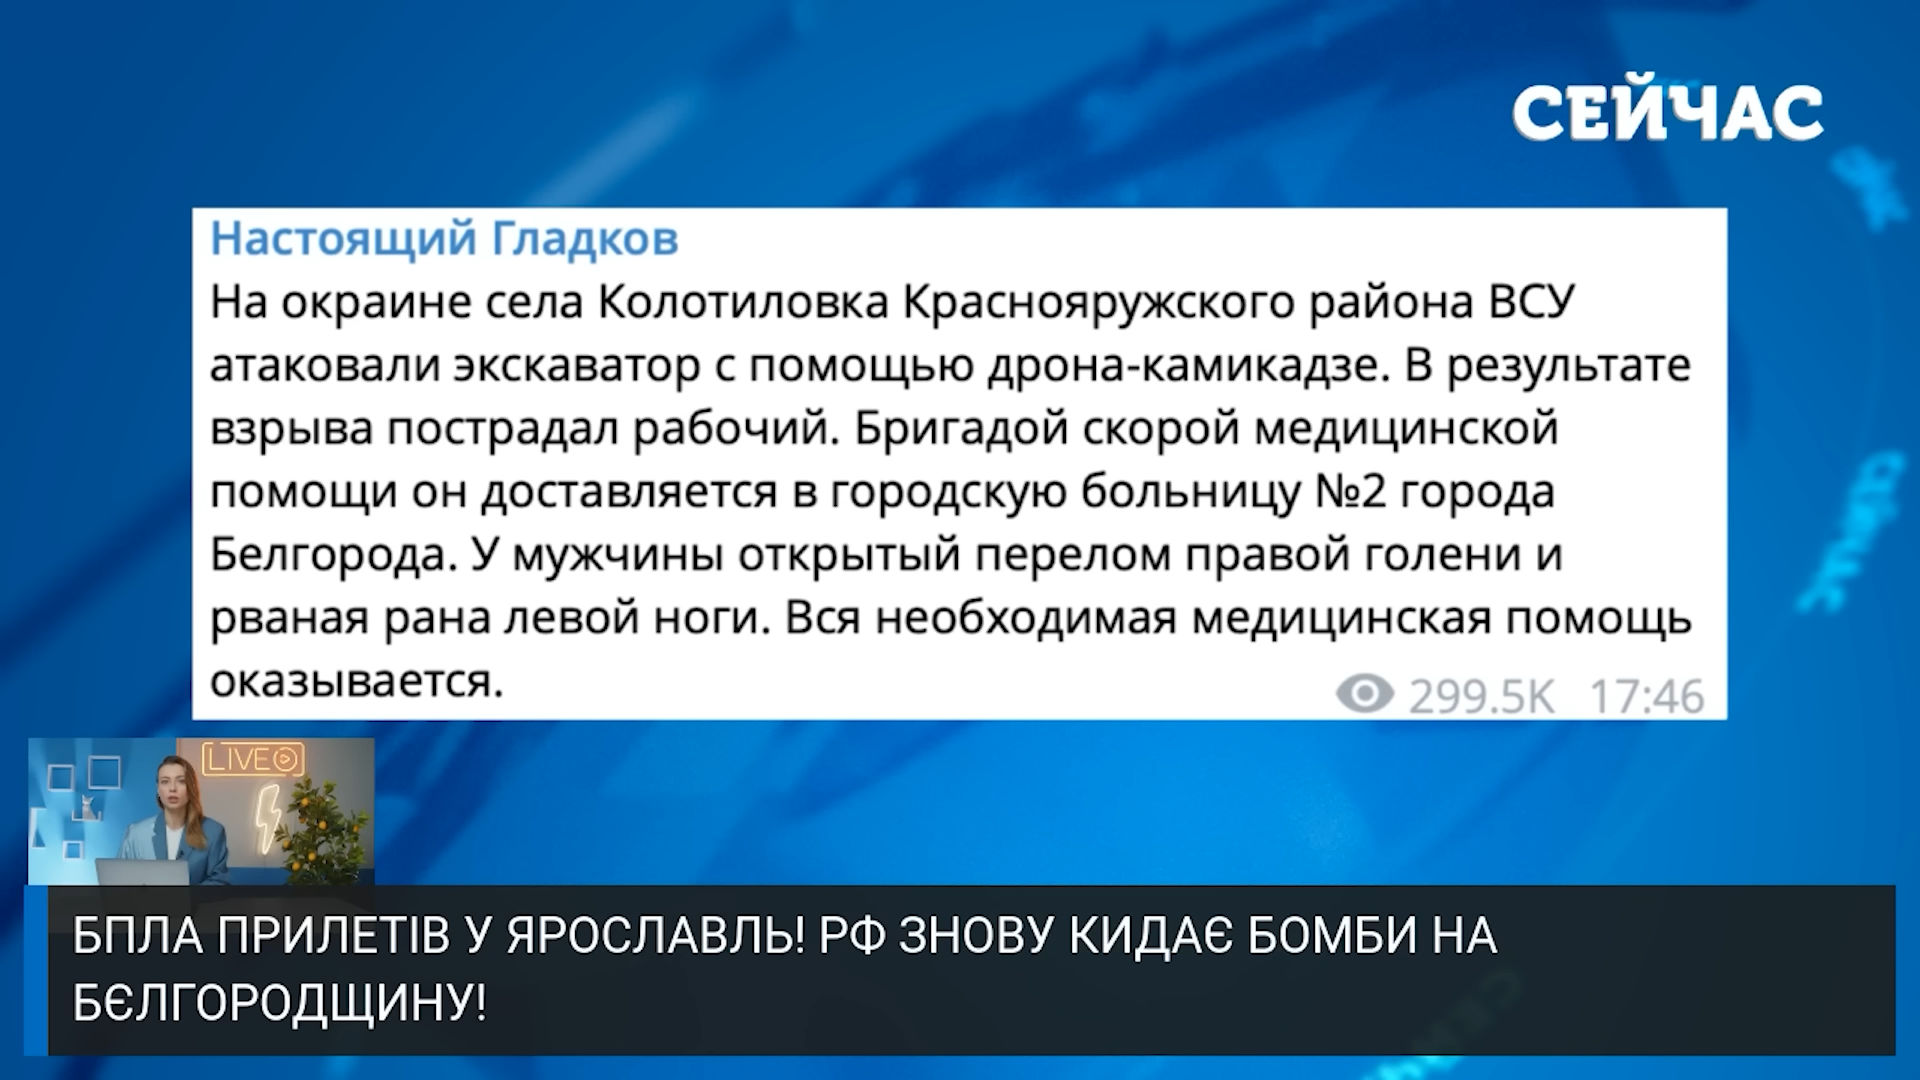 СЕЙЧАС
Настоящий Гладков
На окраине села Колотиловка Краснояружского района ВСУ
атаковали экскаватор с помощью дрона-камикадзе. В результате
взрыва пострадал рабочий. Бригадой скорой медицинской
помощи он доставляется в городскую больницу №2 города
Белгорода. У мужчины открытый перелом правой голени и
рваная рана левой ноги. Вся необходимая медицинская помощь
оказывается.
299.5K 17:46
LIVE
БПЛА ПРИЛЕТІВ У ЯРОСЛАВЛЬ! РФ ЗНОВУ КИДАЄ БОМБИ НА
БЄЛГОРОДЩИНУ!